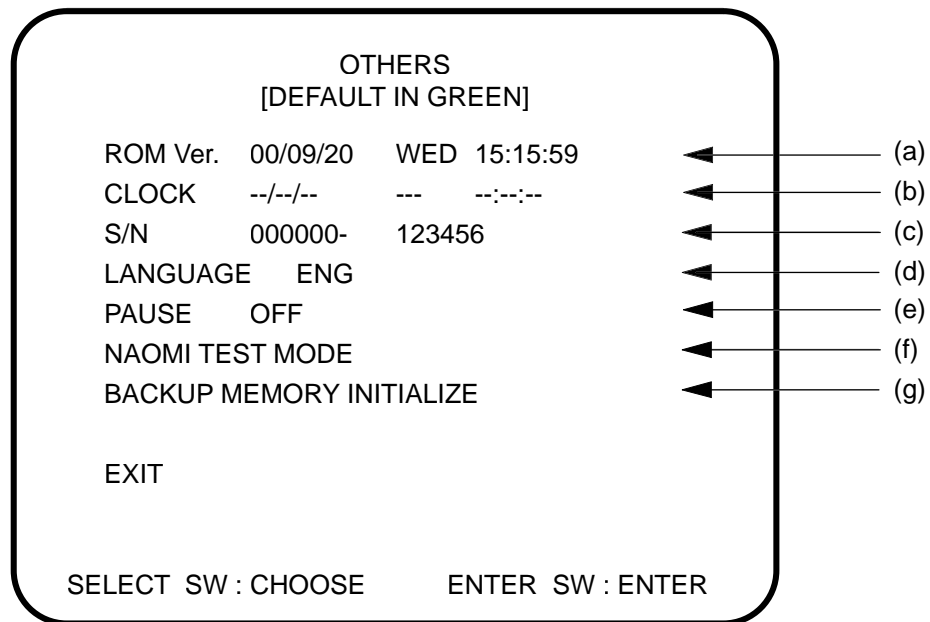 OTHERS
[DEFAULT IN GREEN]
ROM Ver. 00/09/20 WED 15:15:59 (a)
CLOCK --/--/-- --- --:--:-- (b)
S/N 000000- 123456 (c)
LANGUAGE ENG (d)
PAUSE OFF (e)
NAOMI TEST MODE (f)
BACKUP MEMORY INITIALIZE (g)
EXIT
SELECT SW : CHOOSE ENTER SW : ENTER